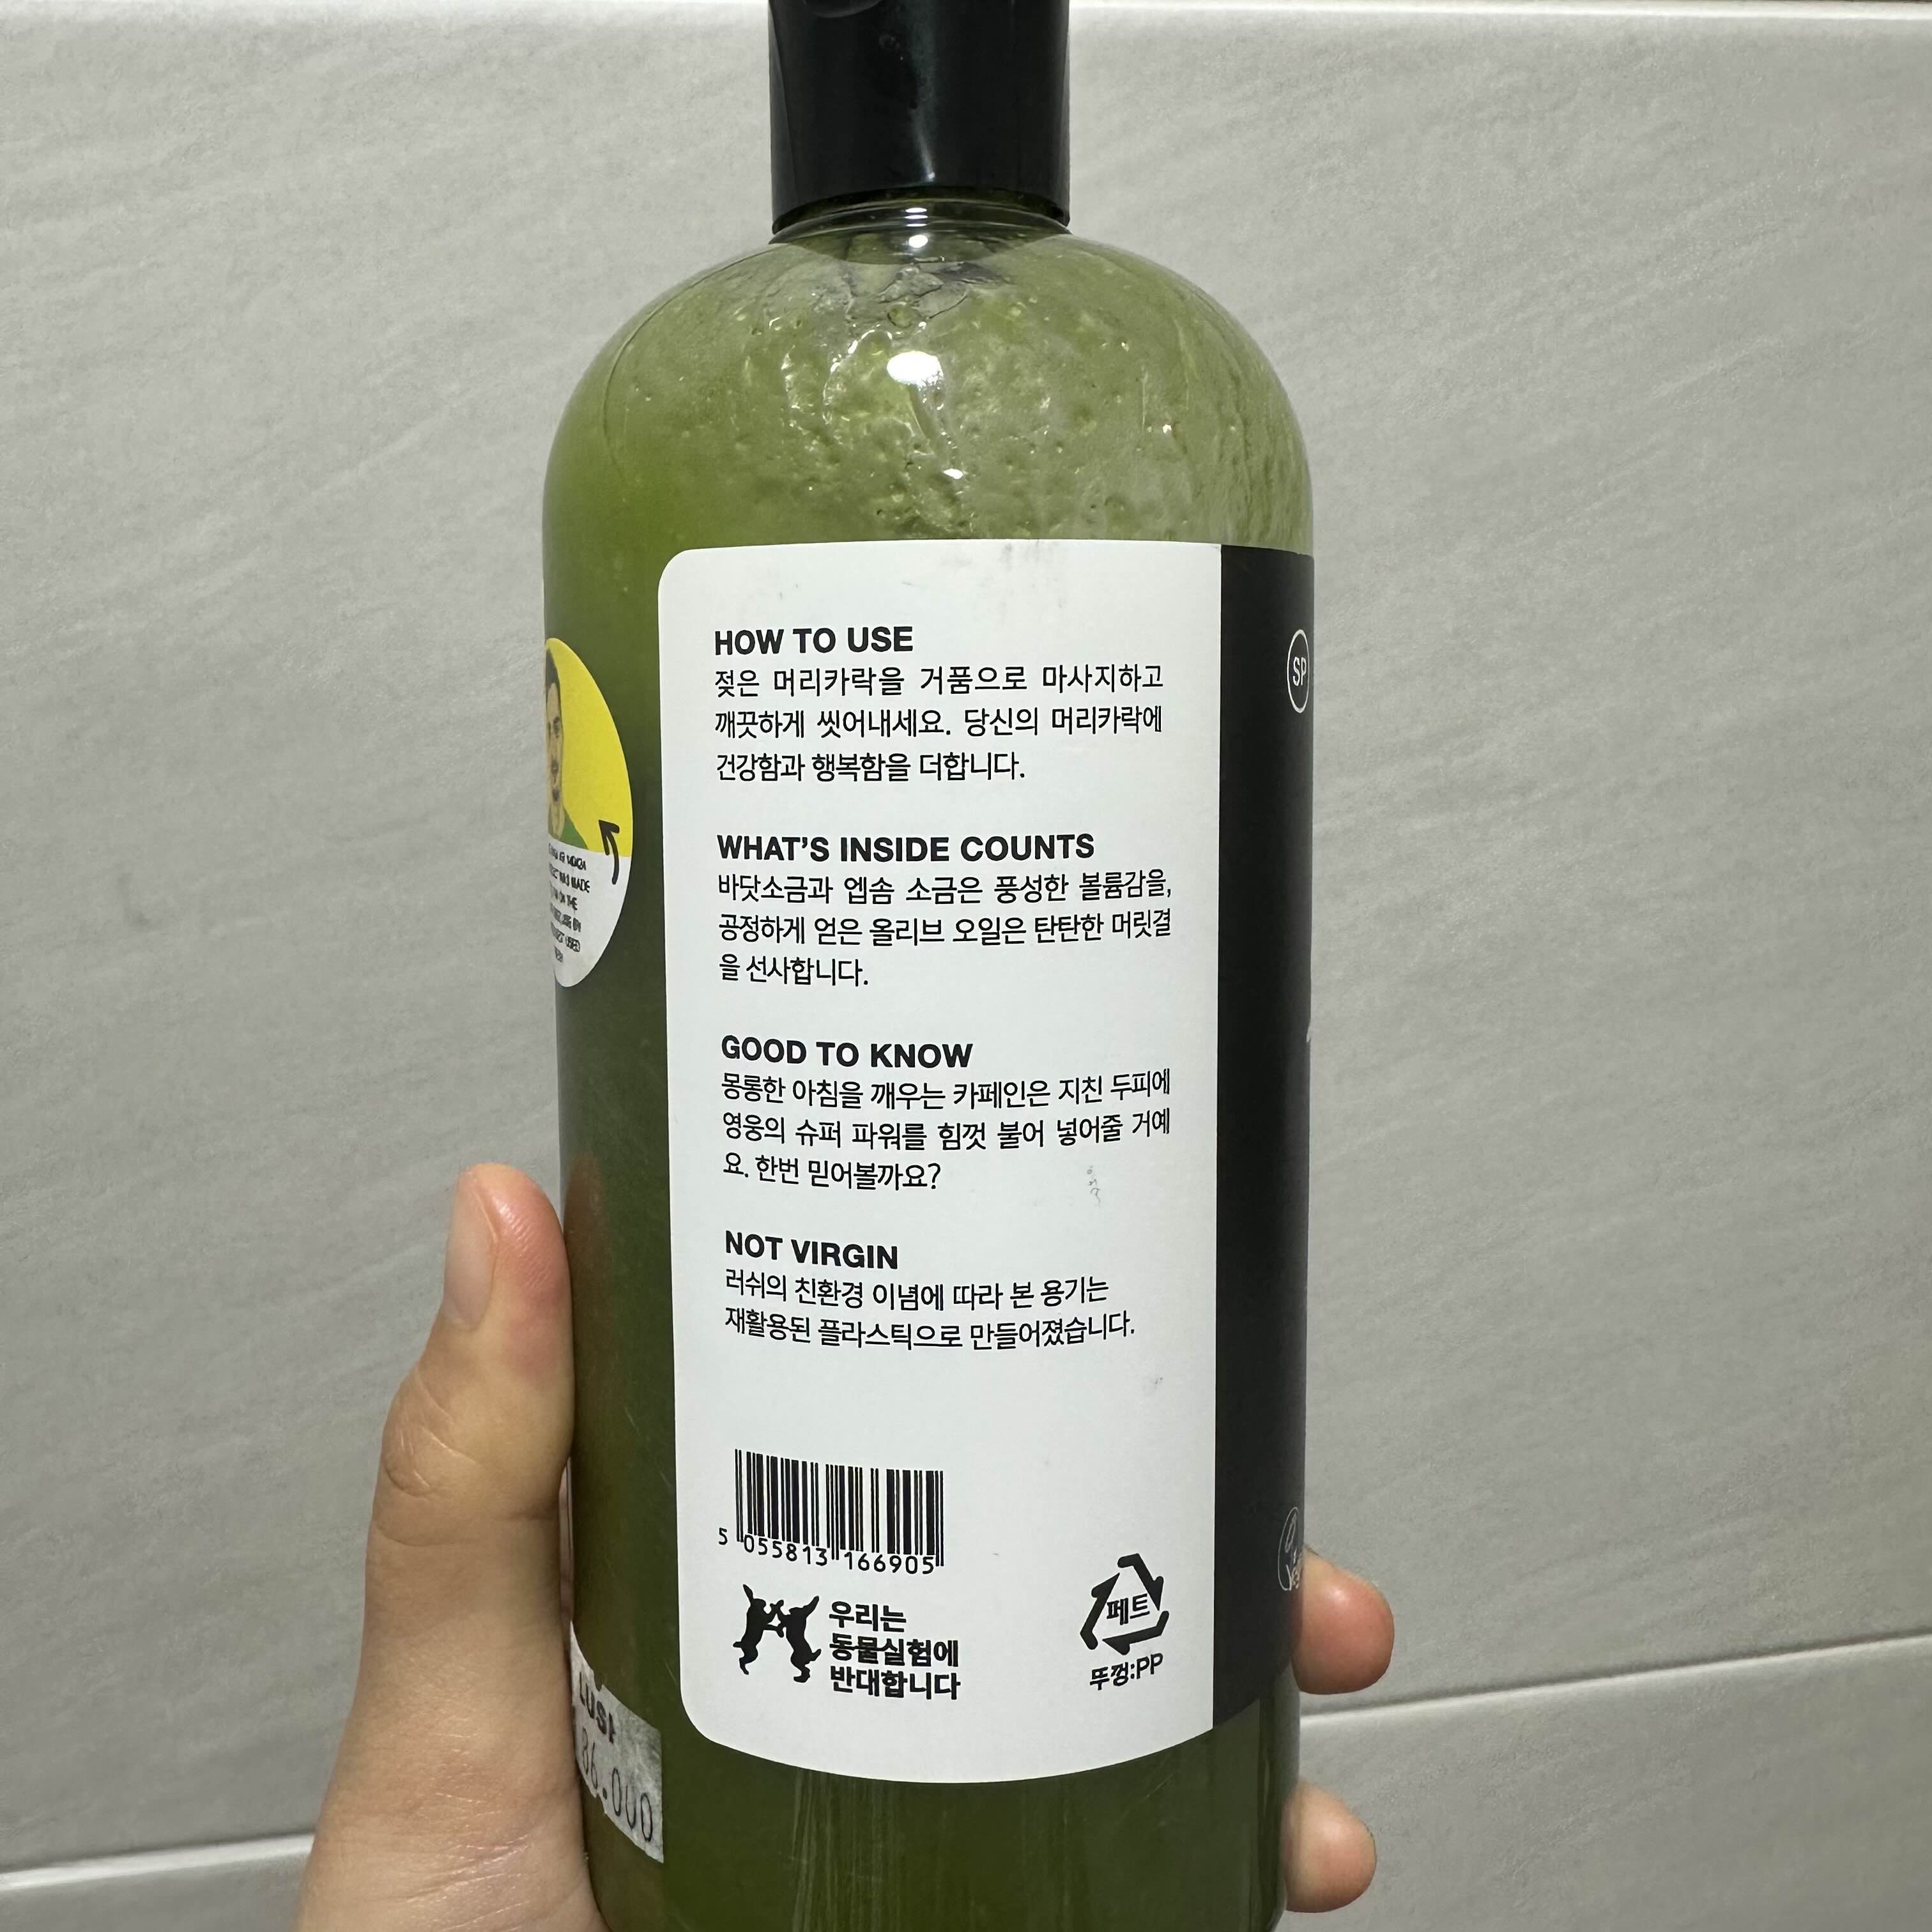 HOW TO USE
젖은 머리카락을 거품으로 마사지하고
깨끗하게 씻어내세요. 당신의 머리카락에
건강함과 행복함을 더합니다.
WHAT'S INSIDE COUNTS
바닷소금과 엡솜 소금은 풍성한 볼륨감을,
공정하게 얻은 올리브 오일은 탄탄한 머릿결
을 선사합니다.
GOOD TO KNOW
몽롱한 아침을 깨우는 카페인은 지친 두피에
영웅의 슈퍼 파워를 힘껏 불어 넣어줄 거예
요. 한번 믿어볼까요?
NOT VIRGIN
러쉬의 친환경 이념에 따라 본 용기는
재활용된 플라스틱으로 만들어졌습니다.
5 055813 166905
우리는
동물실험에
반대합니다
페트
뚜껑:PP
SP
36.000